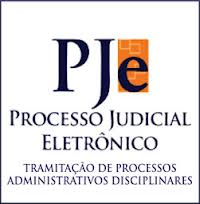 PJe
PROCESSO JUDICIAL
ELETRÔNICO
TRAMITAÇÃO DE PROCESSOS
ADMINISTRATIVOS DISCIPLINARES